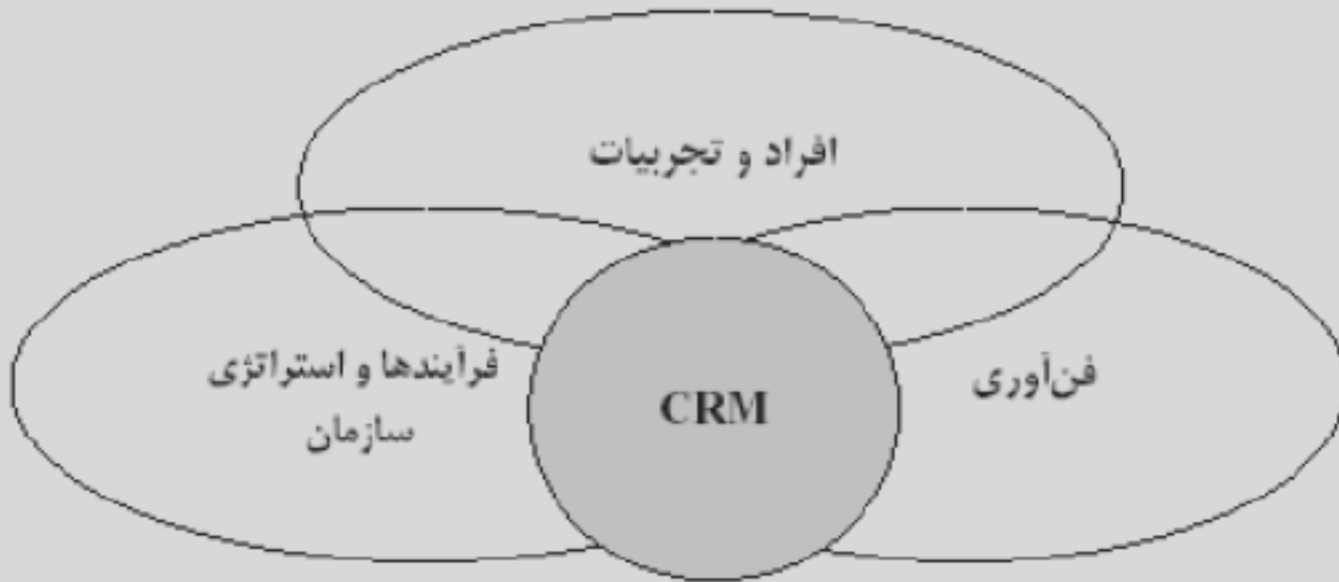 افراد و تجربیات
فرآیندها و استراتژی
سازمان
CRM
فن‌آوری